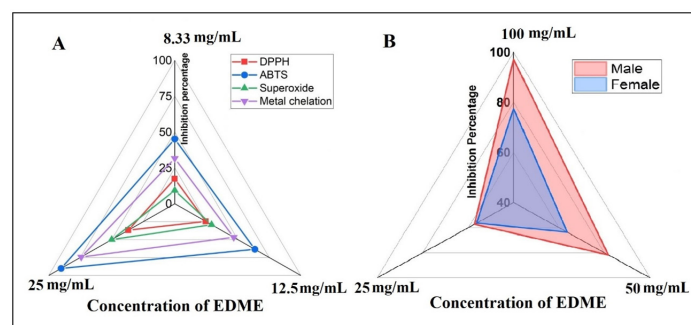 A
8.33 mg/mL
DPPH
ABTS
Superoxide
Metal chelation
Inhibition percentage
100
50
25
0
25 mg/mL
12.5 mg/mL
Concentration of EDME
B
100 mg/mL
Male
Female
Inhibition Percentage
100
80
60
40
25 mg/mL
50 mg/mL
Concentration of EDME